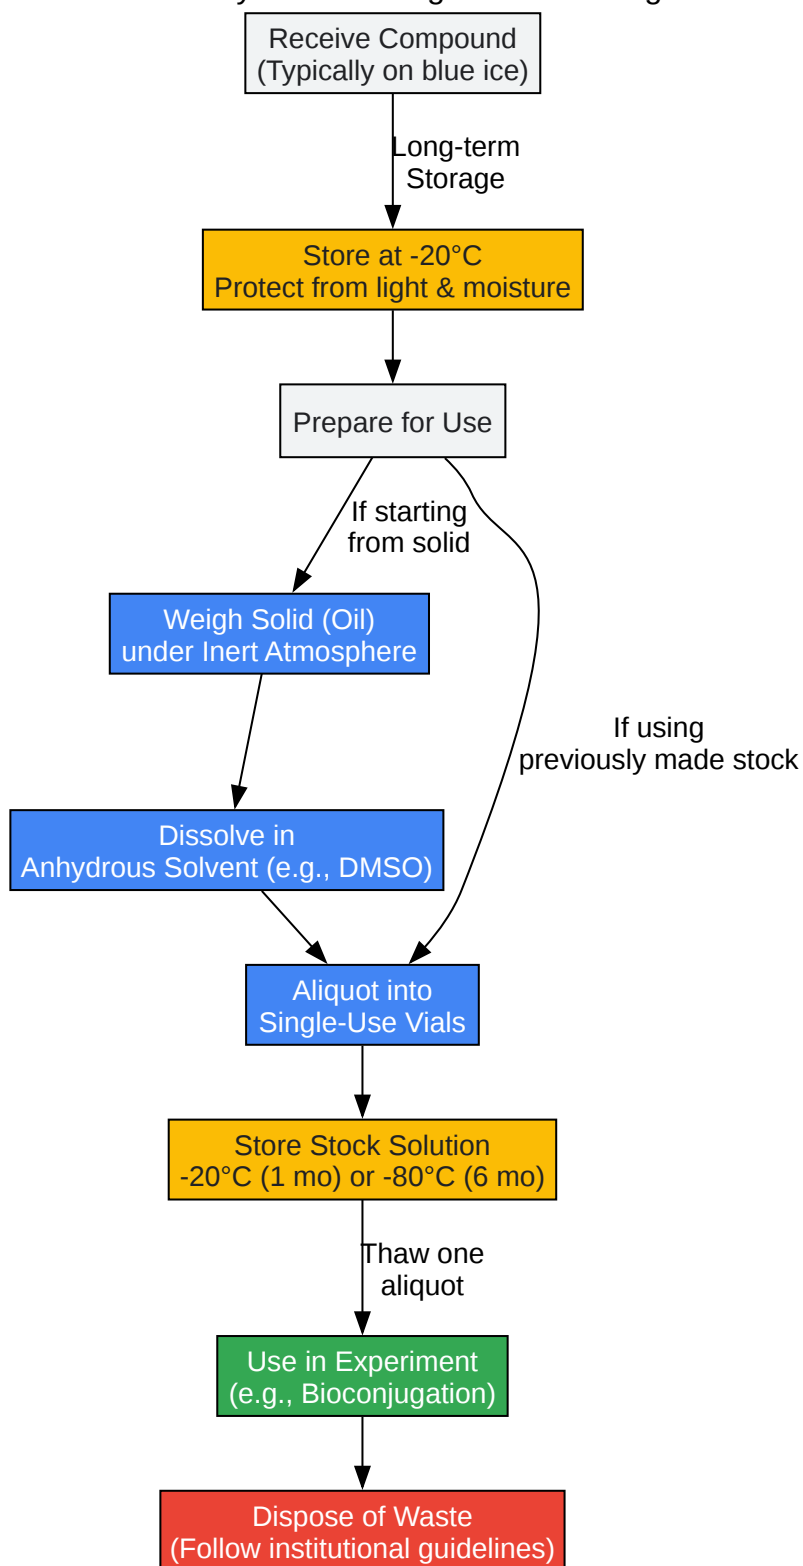 Receive Compound
(Typically on blue ice)
Long-term
Storage
Store at -20°C
Protect from light & moisture
Prepare for Use
If starting
from solid
Weigh Solid (Oil)
under Inert Atmosphere
If using
previously made stock
Dissolve in
Anhydrous Solvent (e.g., DMSO)
Aliquot into
Single-Use Vials
Store Stock Solution
-20°C (1 mo) or -80°C (6 mo)
Thaw one
aliquot
Use in Experiment
(e.g., Bioconjugation)
Dispose of Waste
(Follow institutional guidelines)